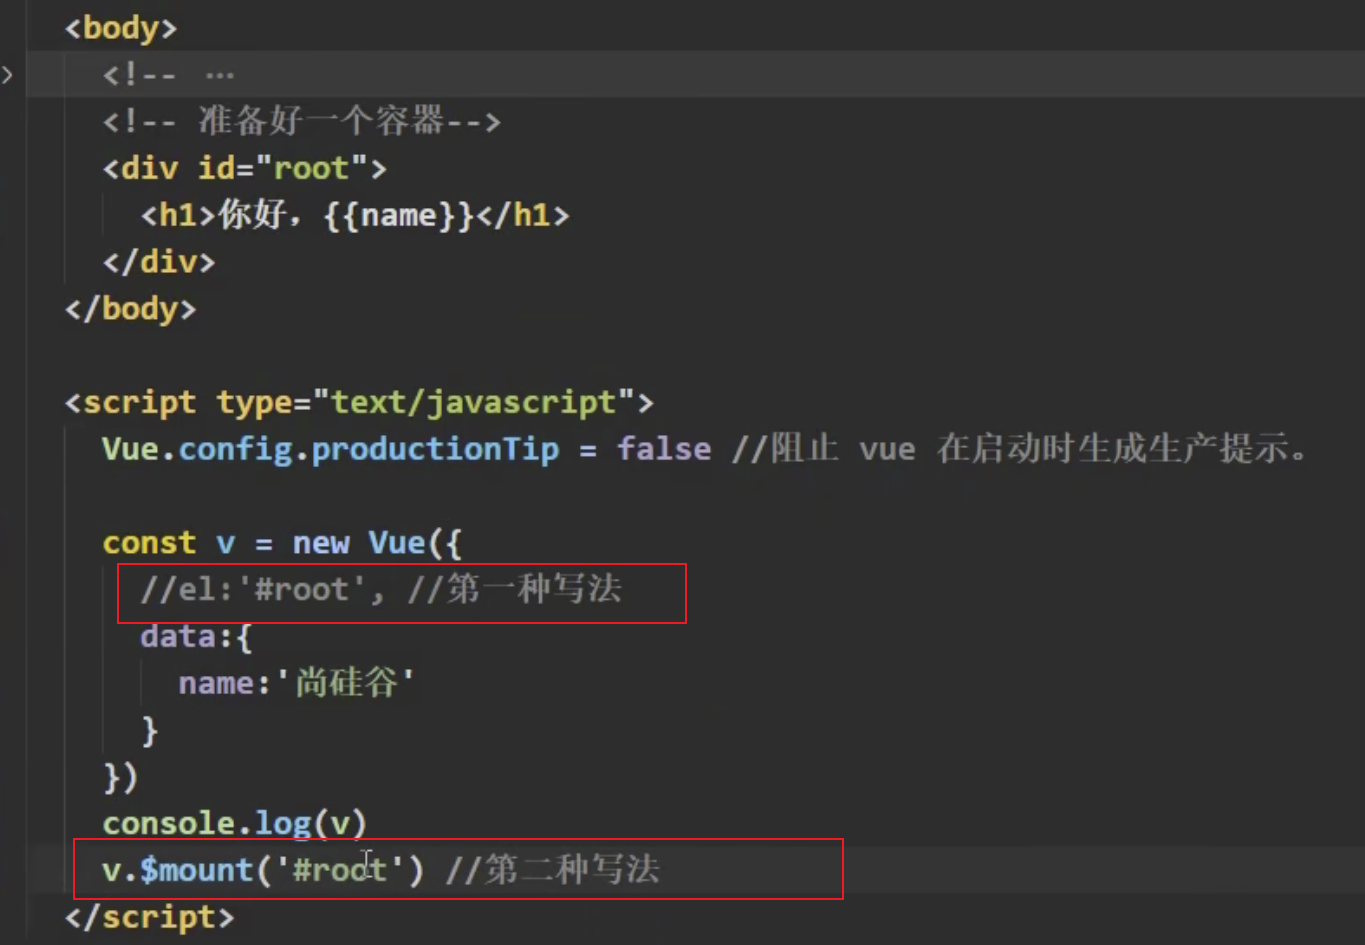 <body>
<!-- ...
<!-- 准备好一个容器-->
<div id="root">
<h1>你好，{{name}}</h1>
</div>
</body>
<script type="text/javascript">
Vue.config.productionTip = false //阻止 vue 在启动时生成生产提示。
const v = new Vue({
//el:'#root', //第一种写法
data:{
name:'尚硅谷'
}
})
console.log(v)
v.$mount('#root') //第二种写法
</script>